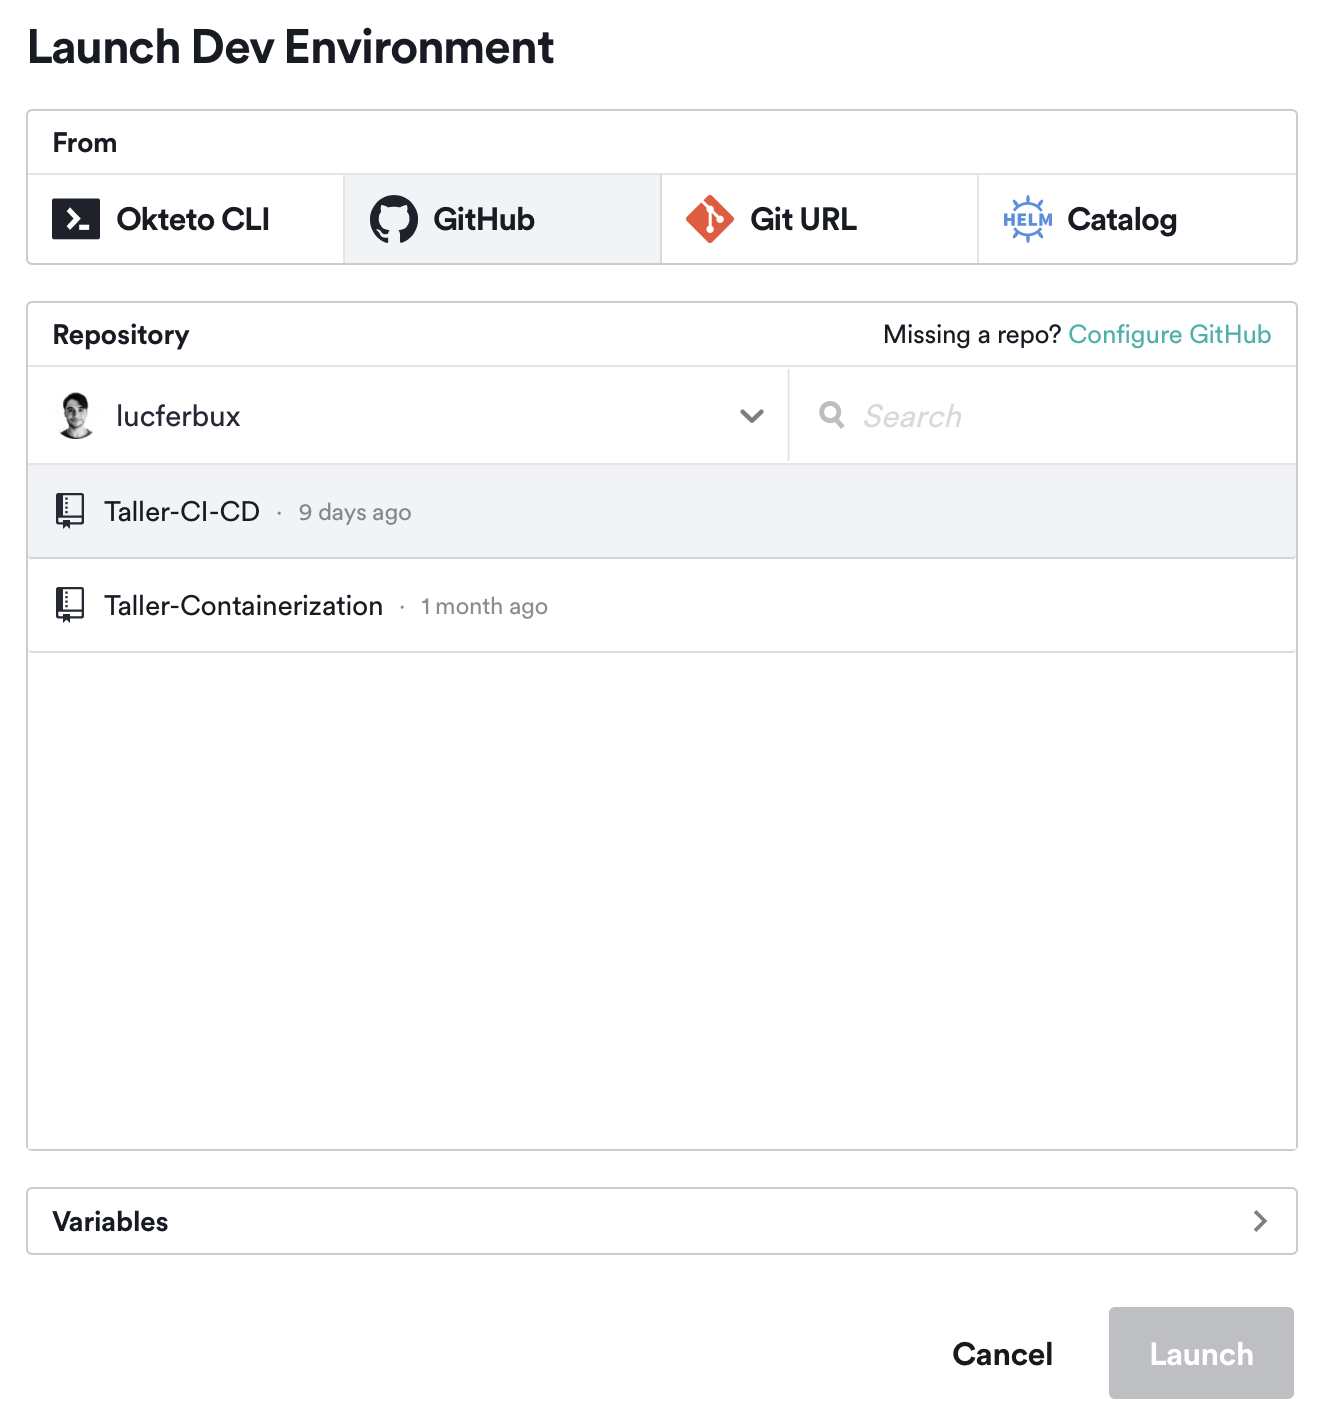 Launch Dev Environment
From
Okteto CLI GitHub Git URL HELM Catalog
Repository Missing a repo? Configure GitHub
lucferbux Search
Taller-CI-CD · 9 days ago
Taller-Containerization · 1 month ago
Variables
Cancel Launch